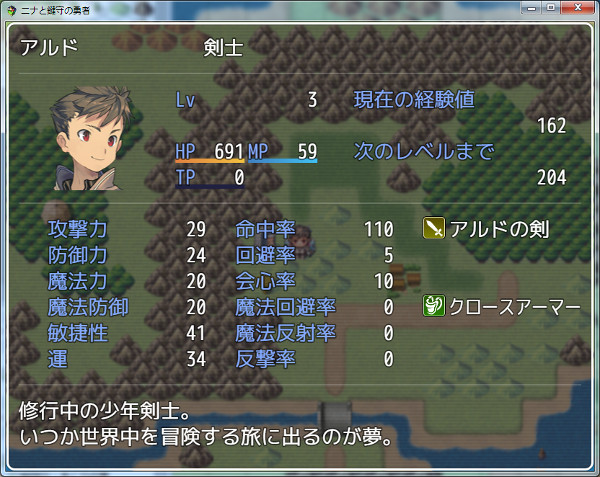 ニナと鍵守の勇者
アルド 剣士
Lv 3 現在の経験値
162
HP 691 MP 59 次のレベルまで
TP 0 204
攻撃力 29 命中率 110 アルドの剣
防御力 24 回避率 5
魔法力 20 会心率 10
魔法防御 20 魔法回避率 0 クロースアーマー
敏捷性 41 魔法反射率 0
運 34 反撃率 0
修行中の少年剣士。
いつか世界中を冒険する旅に出るのが夢。